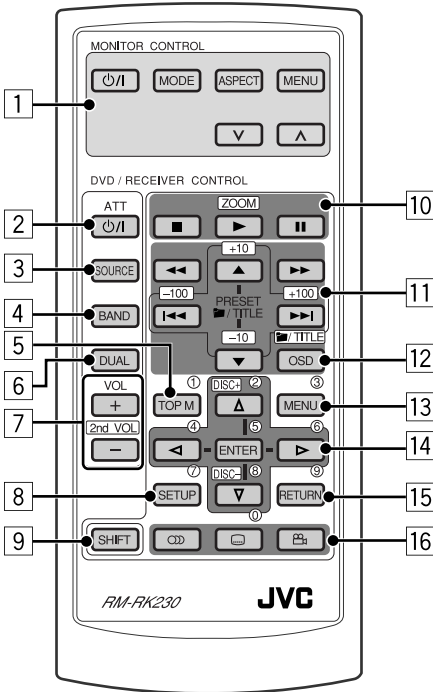 MONITOR CONTROL
⏻/I MODE ASPECT MENU
1
∨ ∧
DVD / RECEIVER CONTROL
ATT
ZOOM
10
2
⏻/I
+10
3
SOURCE
–100
PRESET
/ TITLE
+100
11
4
BAND
–10
/ TITLE
5
6
DUAL
OSD
12
VOL
①
DISC+
②
③
7
+
TOP M
MENU
13
2nd VOL
④
⑤
⑥
–
ENTER
14
⑦
DISC–
⑧
⑨
8
SETUP
RETURN
15
⓪
9
SHIFT
16
RM-RK230
JVC